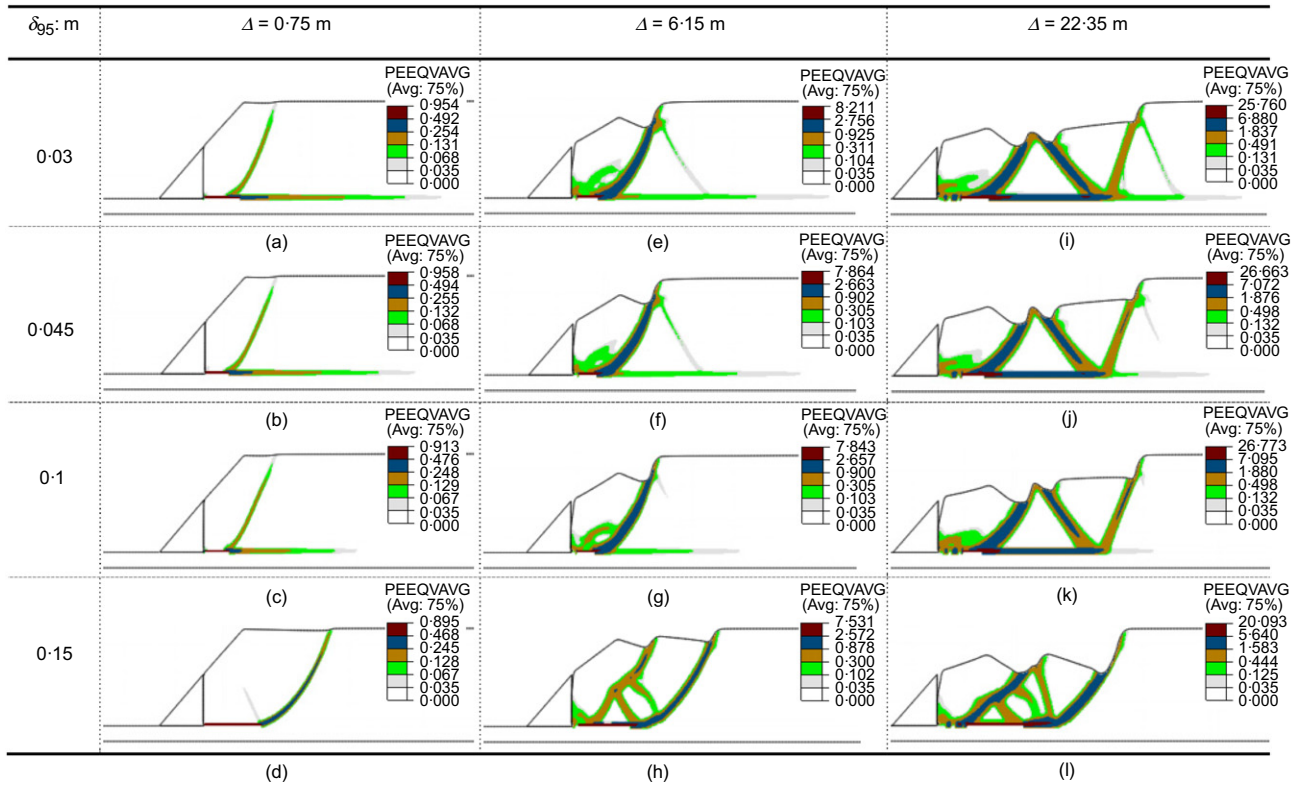 δ95: m
Δ = 0·75 m
Δ = 6·15 m
Δ = 22·35 m
0·03
PEEQVAVG
(Avg: 75%)
0·954
0·492
0·254
0·131
0·068
0·035
0·000
(a)
PEEQVAVG
(Avg: 75%)
8·211
2·756
0·925
0·311
0·104
0·035
0·000
(e)
PEEQVAVG
(Avg: 75%)
25·760
6·880
1·837
0·491
0·131
0·035
0·000
(i)
0·045
PEEQVAVG
(Avg: 75%)
0·958
0·494
0·255
0·132
0·068
0·035
0·000
(b)
PEEQVAVG
(Avg: 75%)
7·864
2·663
0·902
0·305
0·103
0·035
0·000
(f)
PEEQVAVG
(Avg: 75%)
26·663
7·072
1·876
0·498
0·132
0·035
0·000
(j)
0·1
PEEQVAVG
(Avg: 75%)
0·913
0·476
0·248
0·129
0·067
0·035
0·000
(c)
PEEQVAVG
(Avg: 75%)
7·843
2·657
0·900
0·305
0·103
0·035
0·000
(g)
PEEQVAVG
(Avg: 75%)
26·773
7·095
1·880
0·498
0·132
0·035
0·000
(k)
0·15
PEEQVAVG
(Avg: 75%)
0·895
0·468
0·245
0·128
0·067
0·035
0·000
(d)
PEEQVAVG
(Avg: 75%)
7·531
2·572
0·878
0·300
0·102
0·035
0·000
(h)
PEEQVAVG
(Avg: 75%)
20·093
5·640
1·583
0·444
0·125
0·035
0·000
(l)